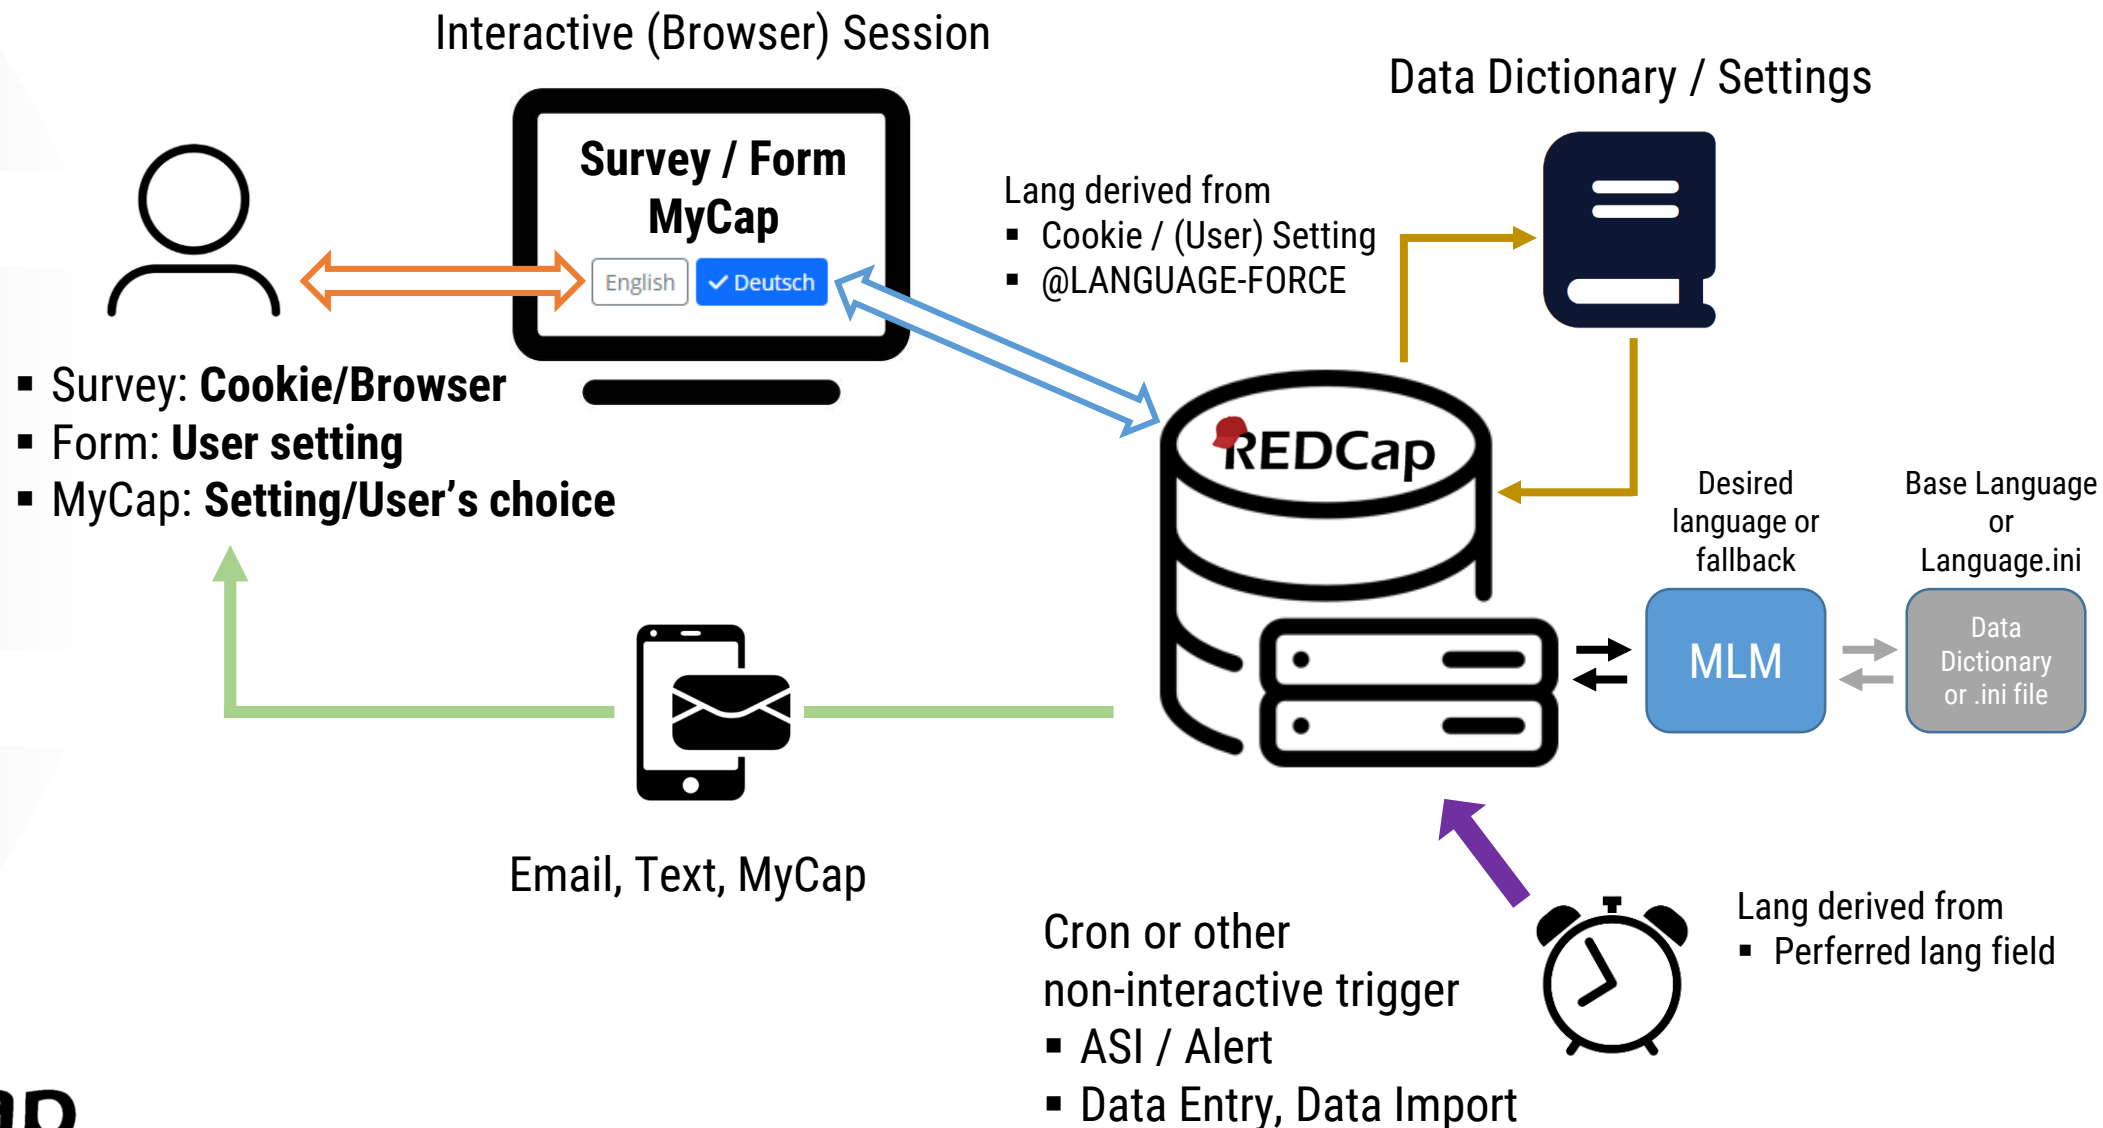 Interactive (Browser) Session
Data Dictionary / Settings
Survey / Form
MyCap
English
✓ Deutsch
Lang derived from
▪ Cookie / (User) Setting
▪ @LANGUAGE-FORCE
▪ Survey: Cookie/Browser
▪ Form: User setting
▪ MyCap: Setting/User's choice
REDCap
Desired
language or
fallback
Base Language
or
Language.ini
MLM
Data
Dictionary
or .ini file
Email, Text, MyCap
Cron or other
non-interactive trigger
▪ ASI / Alert
▪ Data Entry, Data Import
Lang derived from
▪ Perferred lang field